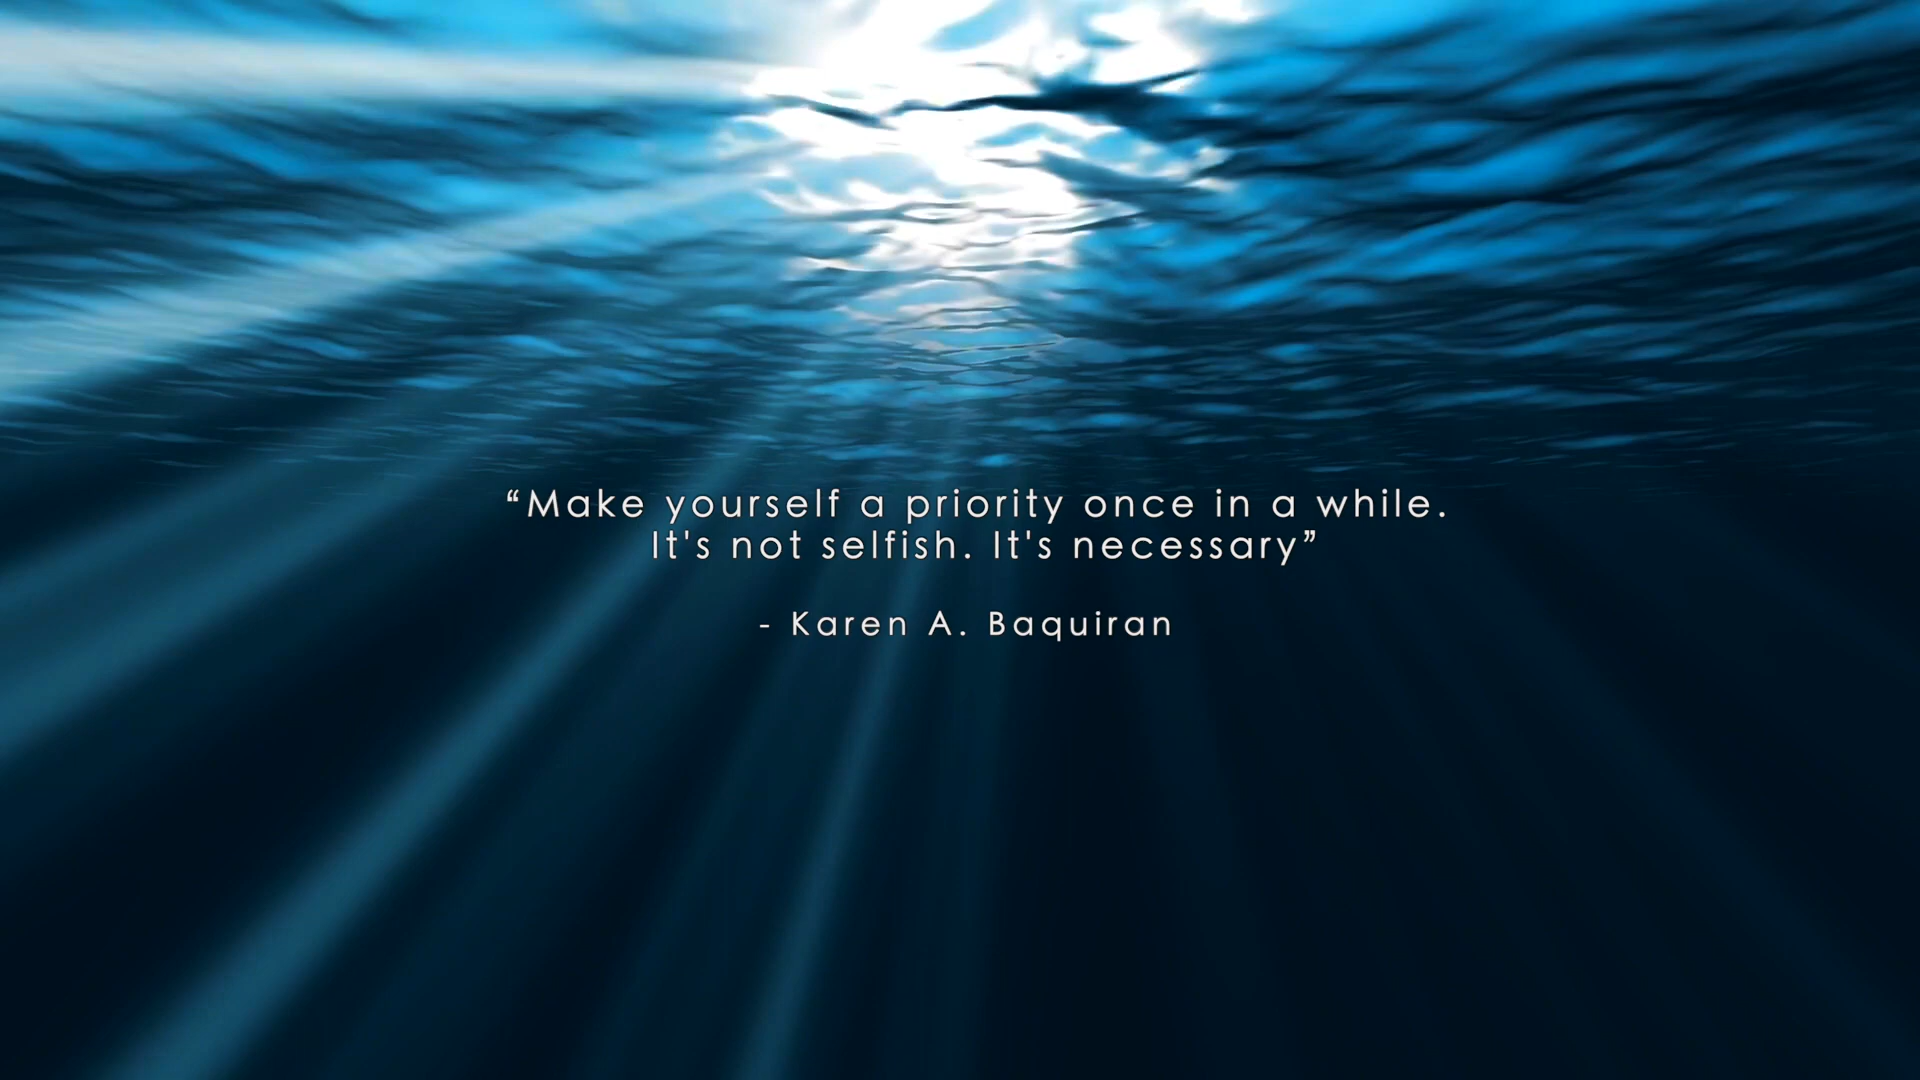 “Make yourself a priority once in a while.
It's not selfish. It's necessary”
- Karen A. Baquiran